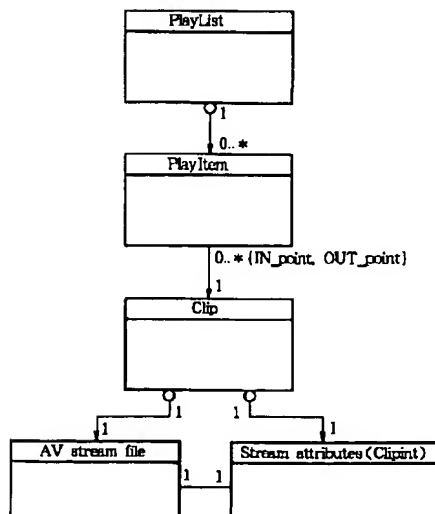 PlayList
1
0..*
PlayItem
0..* {IN_point, OUT_point}
1
Clip
1 1
1 1
AV stream file Stream attributes (Clipint)
1 1